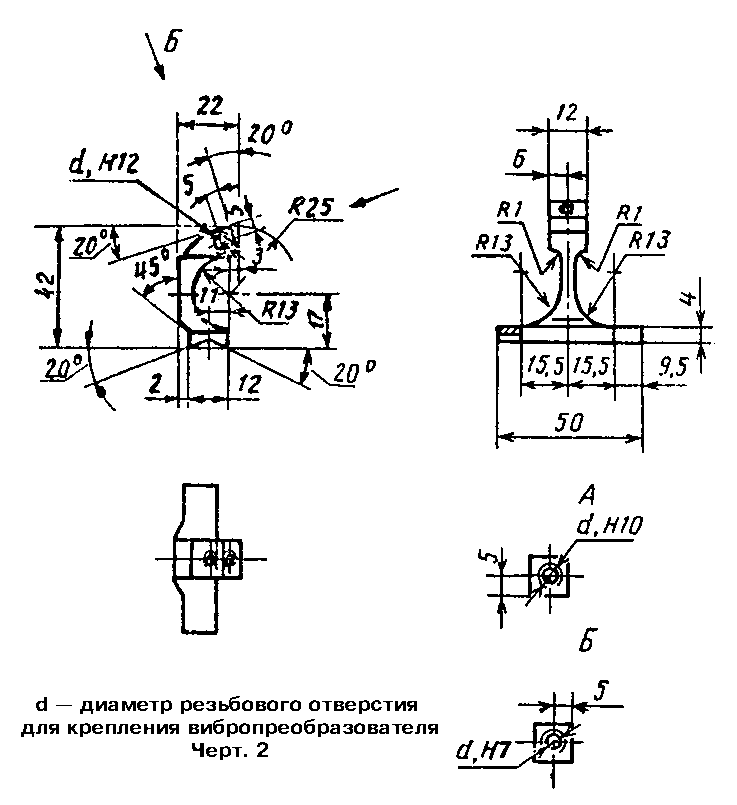 Б
22
20°
d, H12
5
3
R25
20°
45°
3
42
11
R13
17
20°
2
12
20°
12
6
R1
R1
R13
R13
4
15,5
15,5
9,5
50
А
d, H10
5
Б
5
d, H7
d — диаметр резьбового отверстия
для крепления вибропреобразователя
Черт. 2